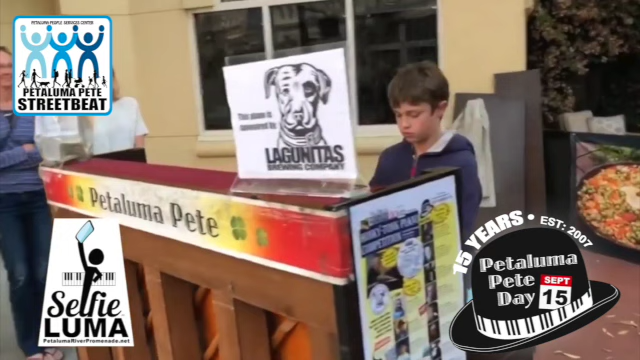 PETALUMA PEOPLE SERVICES CENTER
PETALUMA PETE
STREETBEAT
This piano is
sponsored by:
LAGUNITAS
BREWING COMPANY
Petaluma Pete
Selfie
LUMA
PetalumaRiverPromenade.net
15 YEARS • EST: 2007
Petaluma
Pete
Day
SEPT
15